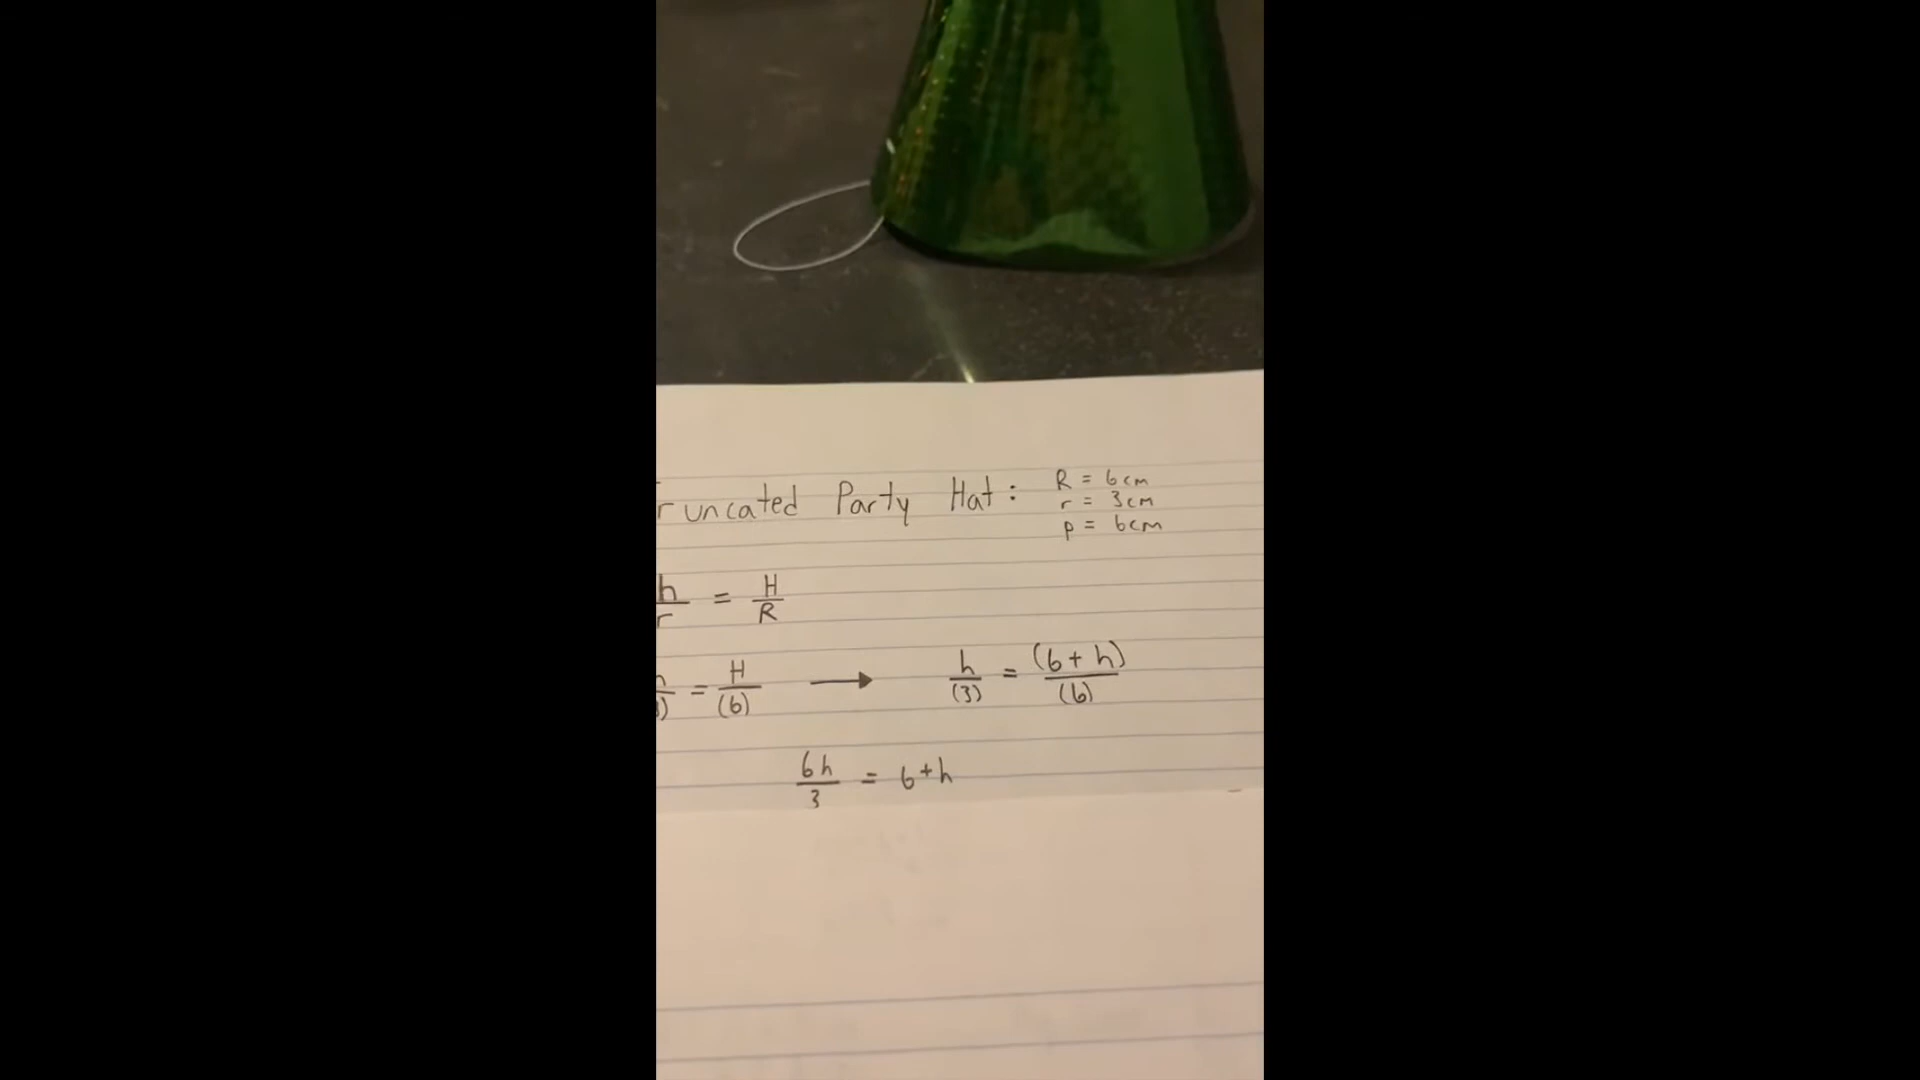 runcated Party Hat :
R = 6cm
r = 3cm
p = 6cm
h/r = H/R
= H/(6) → h/(3) = (6+h)/(6)
6h/3 = 6+h